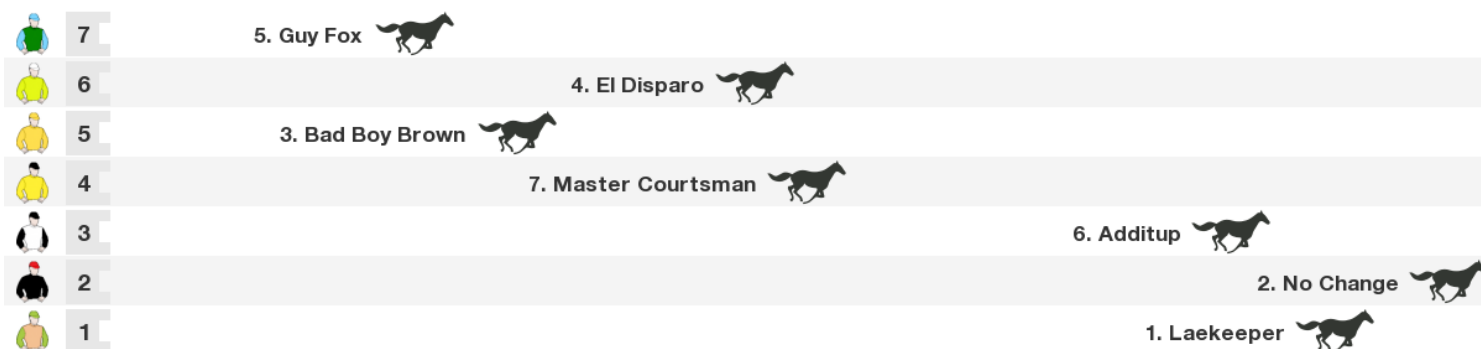 7 5. Guy Fox
6 4. El Disparo
5 3. Bad Boy Brown
4 7. Master Courtsman
3 6. Additup
2 2. No Change
1 1. Laekeeper